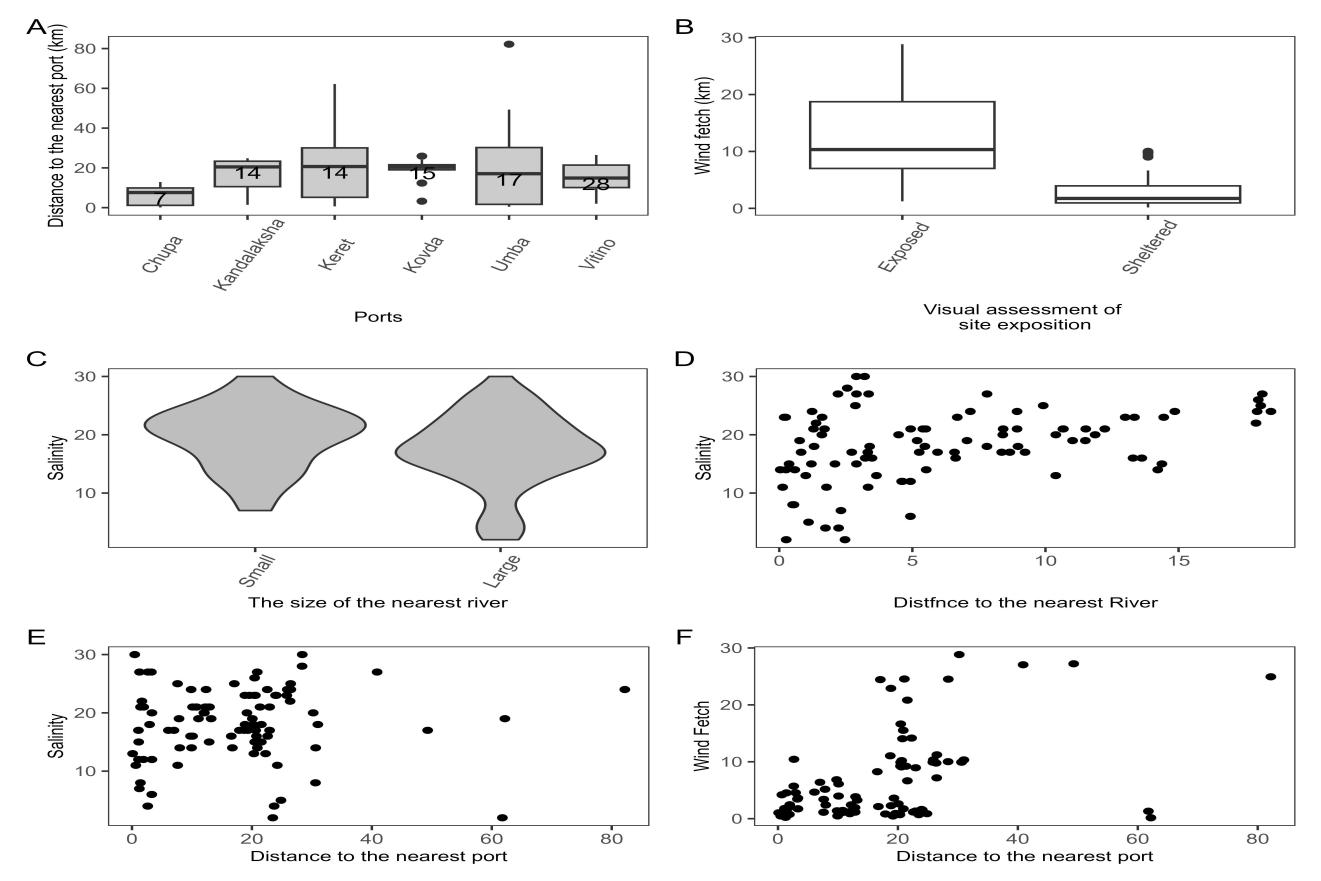 A
Distance to the nearest port (km)
80
60
40
20
0
7
14
14
15
17
28
Chupa
Kandalaksha
Keret
Kovda
Umba
Vitino
Ports
B
Wind fetch (km)
30
20
10
0
Exposed
Sheltered
Visual assessment of
site exposition
C
Salinity
30
20
10
Small
Large
The size of the nearest river
D
Salinity
30
20
10
0
5
10
15
Distfnce to the nearest River
E
Salinity
30
20
10
0
20
40
60
80
Distance to the nearest port
F
Wind Fetch
30
20
10
0
0
20
40
60
80
Distance to the nearest port